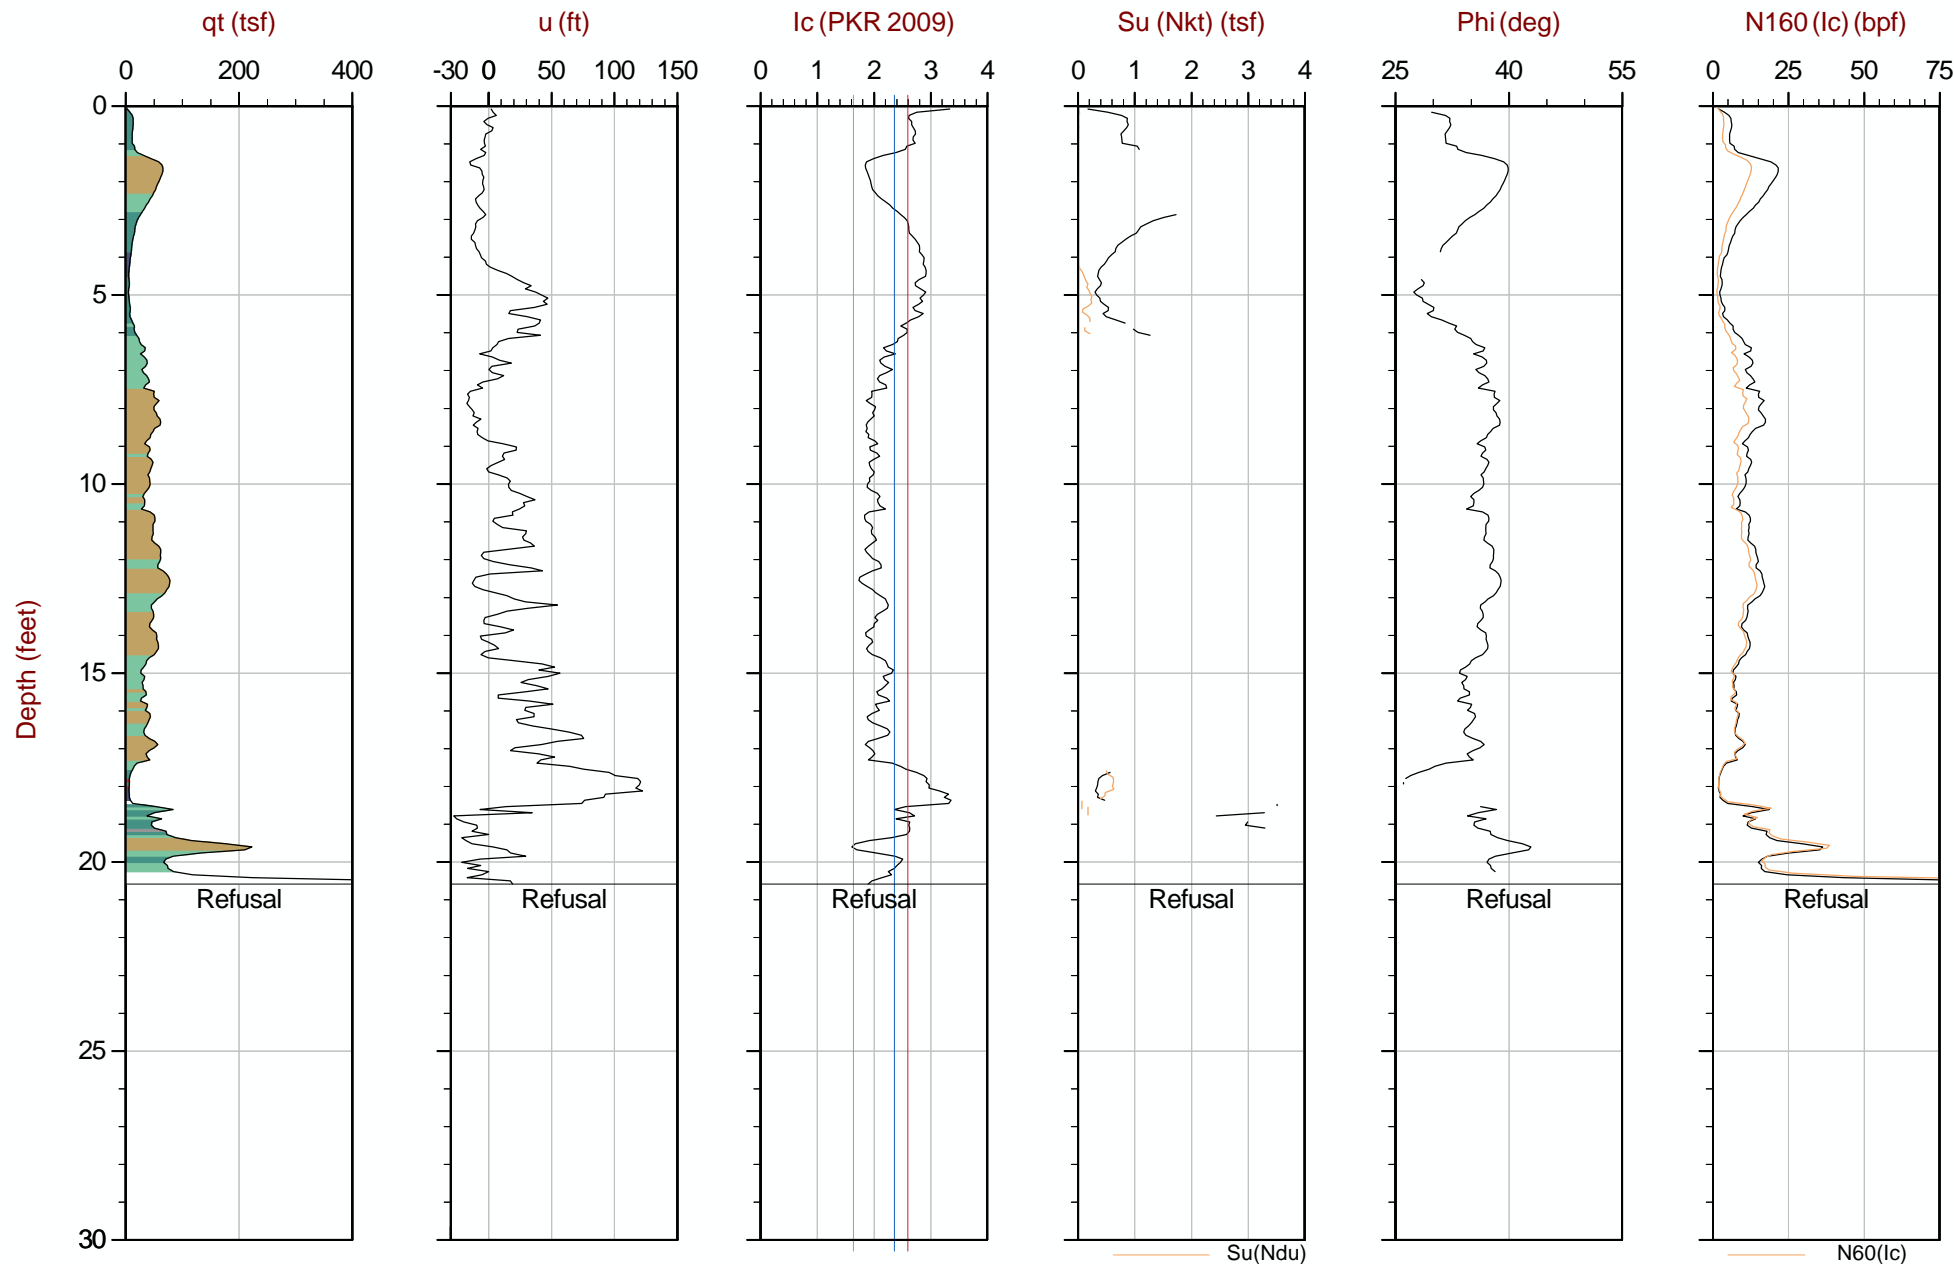 qt (tsf) u (ft) Ic (PKR 2009) Su (Nkt) (tsf) Phi (deg) N160 (Ic) (bpf)
0 200 400 -30 0 50 100 150 0 1 2 3 4 0 1 2 3 4 25 40 55 0 25 50 75
0
5
10
15
20
Refusal Refusal Refusal Refusal Refusal Refusal
25
30
Depth (feet)
Su(Ndu) N60(Ic)